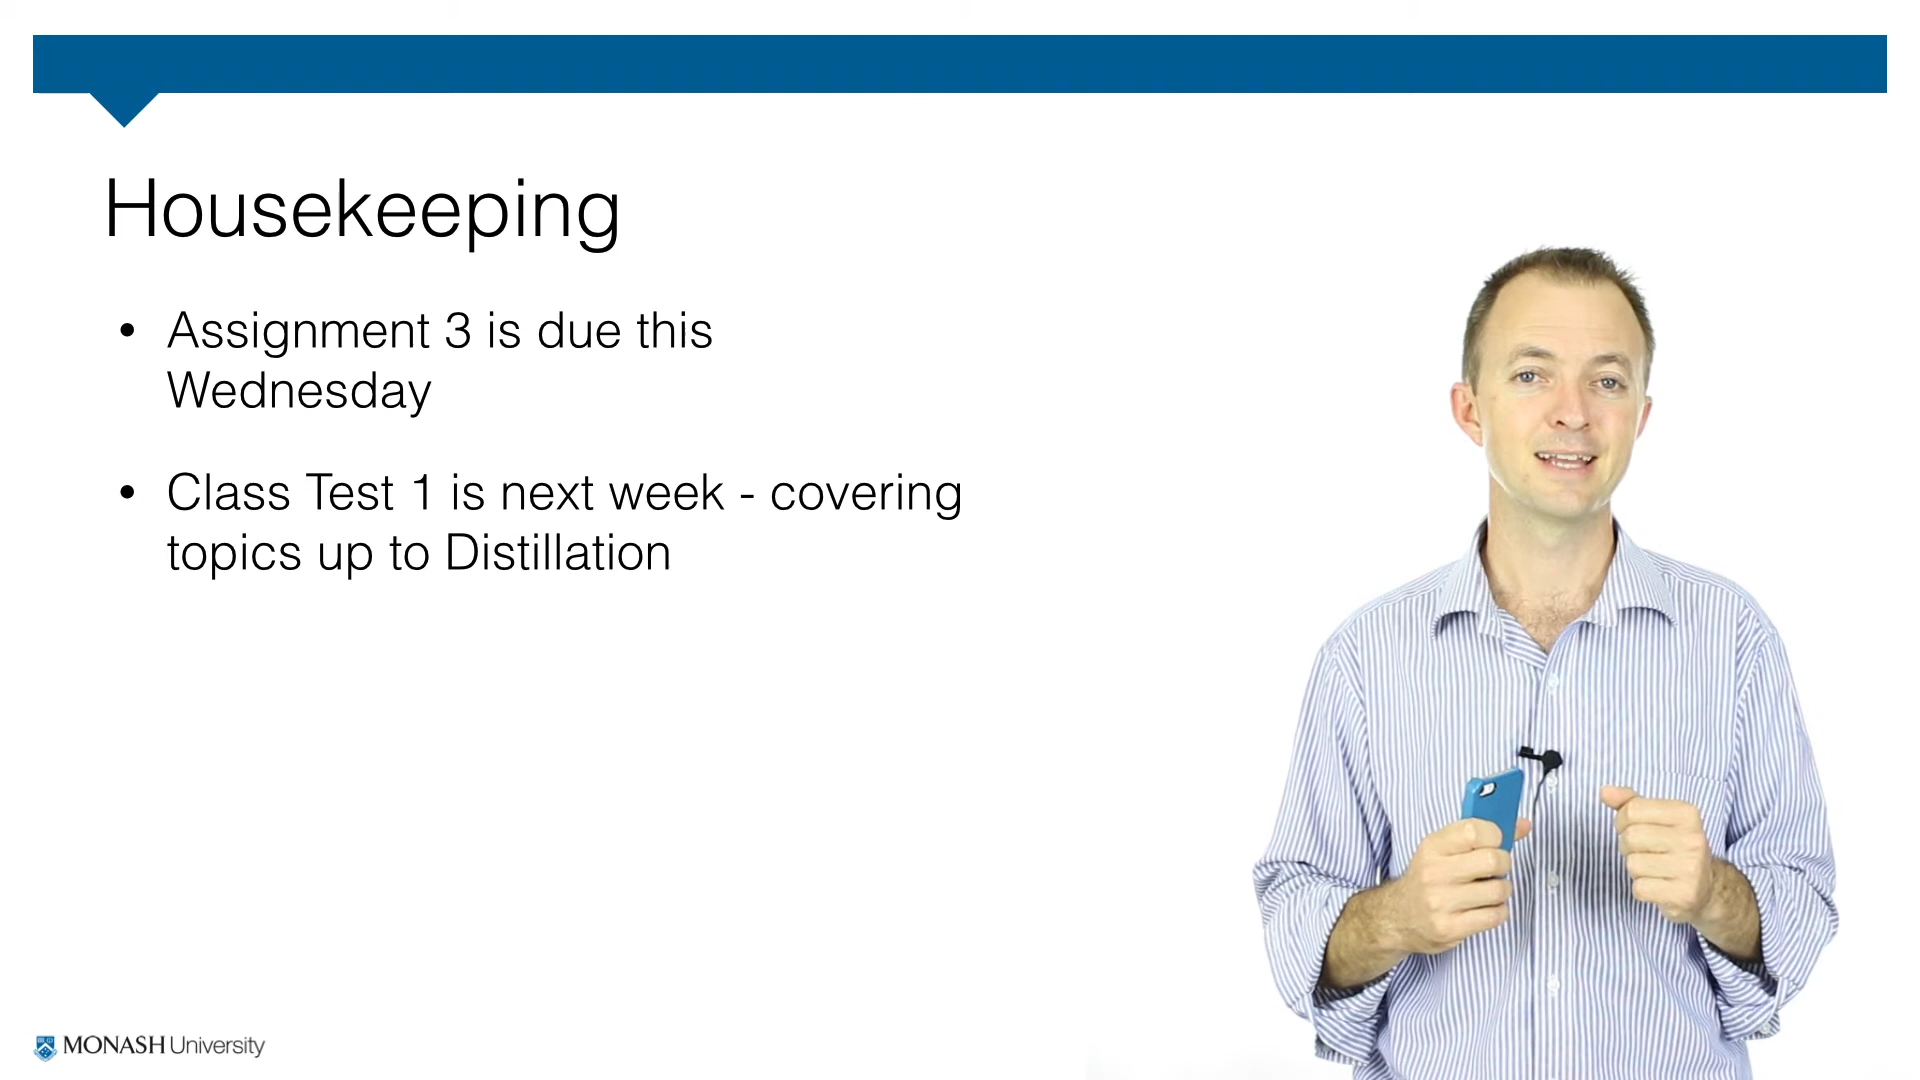 Housekeeping
• Assignment 3 is due this
Wednesday
• Class Test 1 is next week - covering
topics up to Distillation
MONASH University